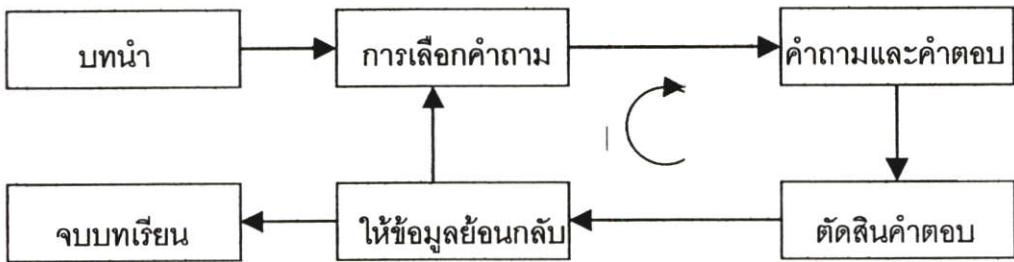 บทนำ
การเลือกคำถาม
คำถามและคำตอบ
จบบทเรียน
ให้ข้อมูลย้อนกลับ
ตัดสินคำตอบ